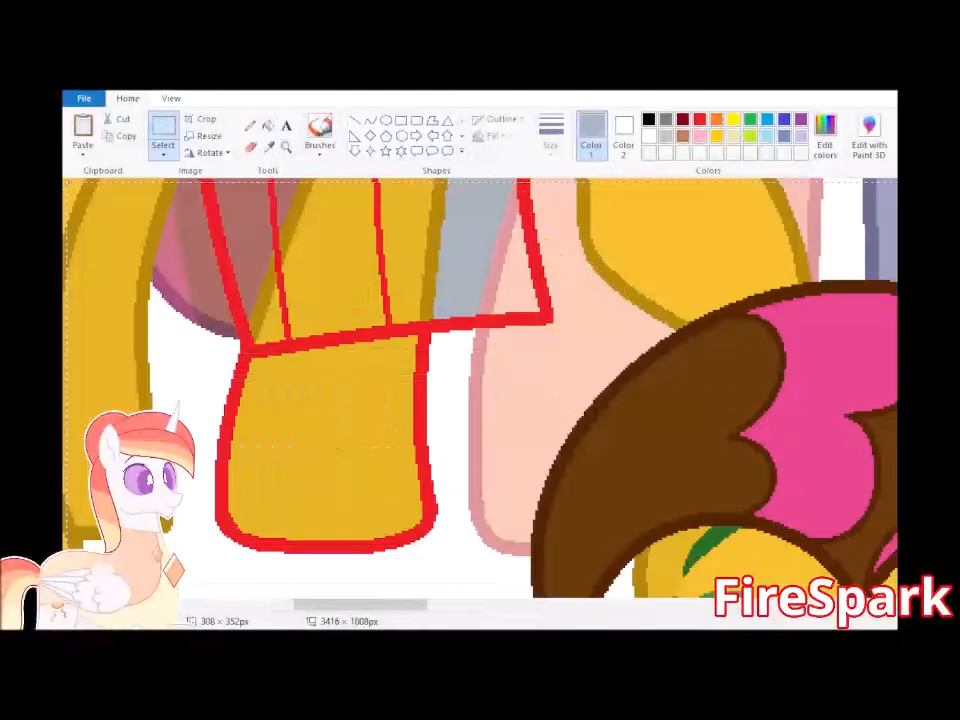 File Home View
Paste Cut Copy Clipboard
Select Crop Resize Rotate Image
Tools
Brushes
Outline Fill Shapes
Size
Color 1 Color 2 Colors
Edit colors
Edit with Paint 3D
FireSpark
308 × 352px 3416 × 1808px